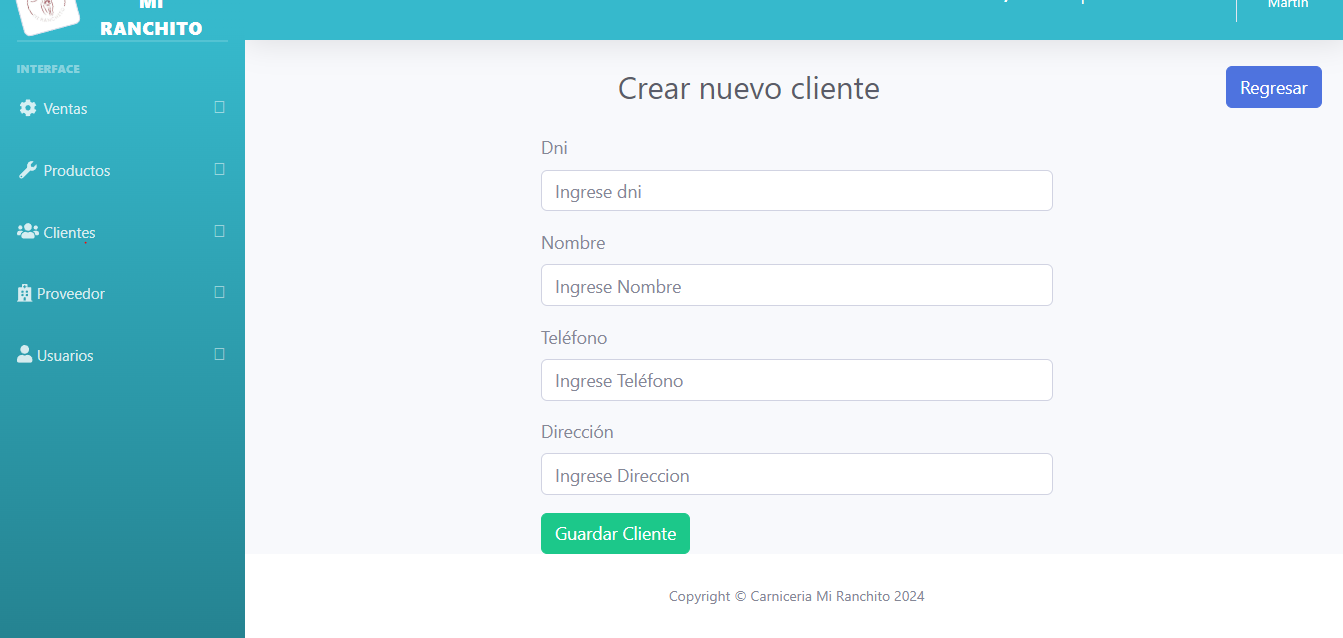 MI
RANCHITO
Martin
INTERFACE
Ventas
Productos
Clientes
Proveedor
Usuarios
Crear nuevo cliente
Regresar
Dni
Ingrese dni
Nombre
Ingrese Nombre
Teléfono
Ingrese Teléfono
Dirección
Ingrese Direccion
Guardar Cliente
Copyright © Carniceria Mi Ranchito 2024